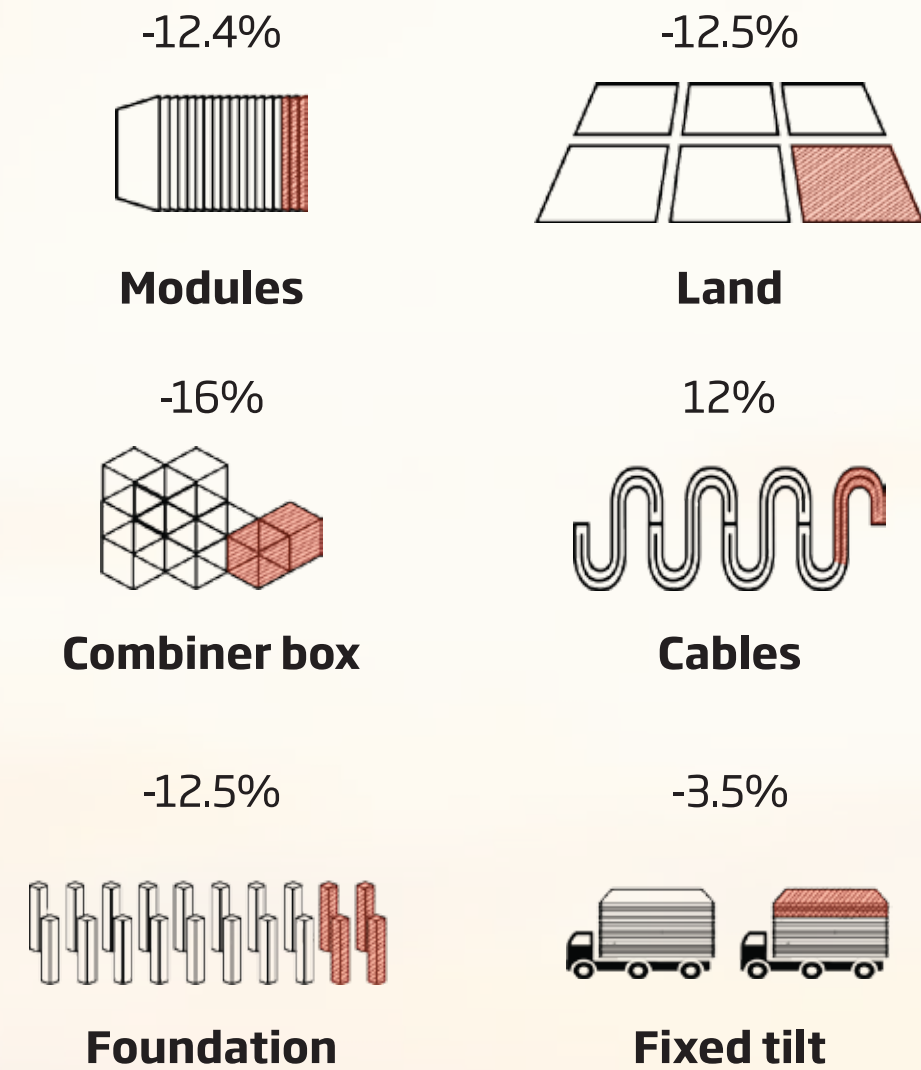 -12.4%
Modules
-12.5%
Land
-16%
Combiner box
12%
Cables
-12.5%
Foundation
-3.5%
Fixed tilt